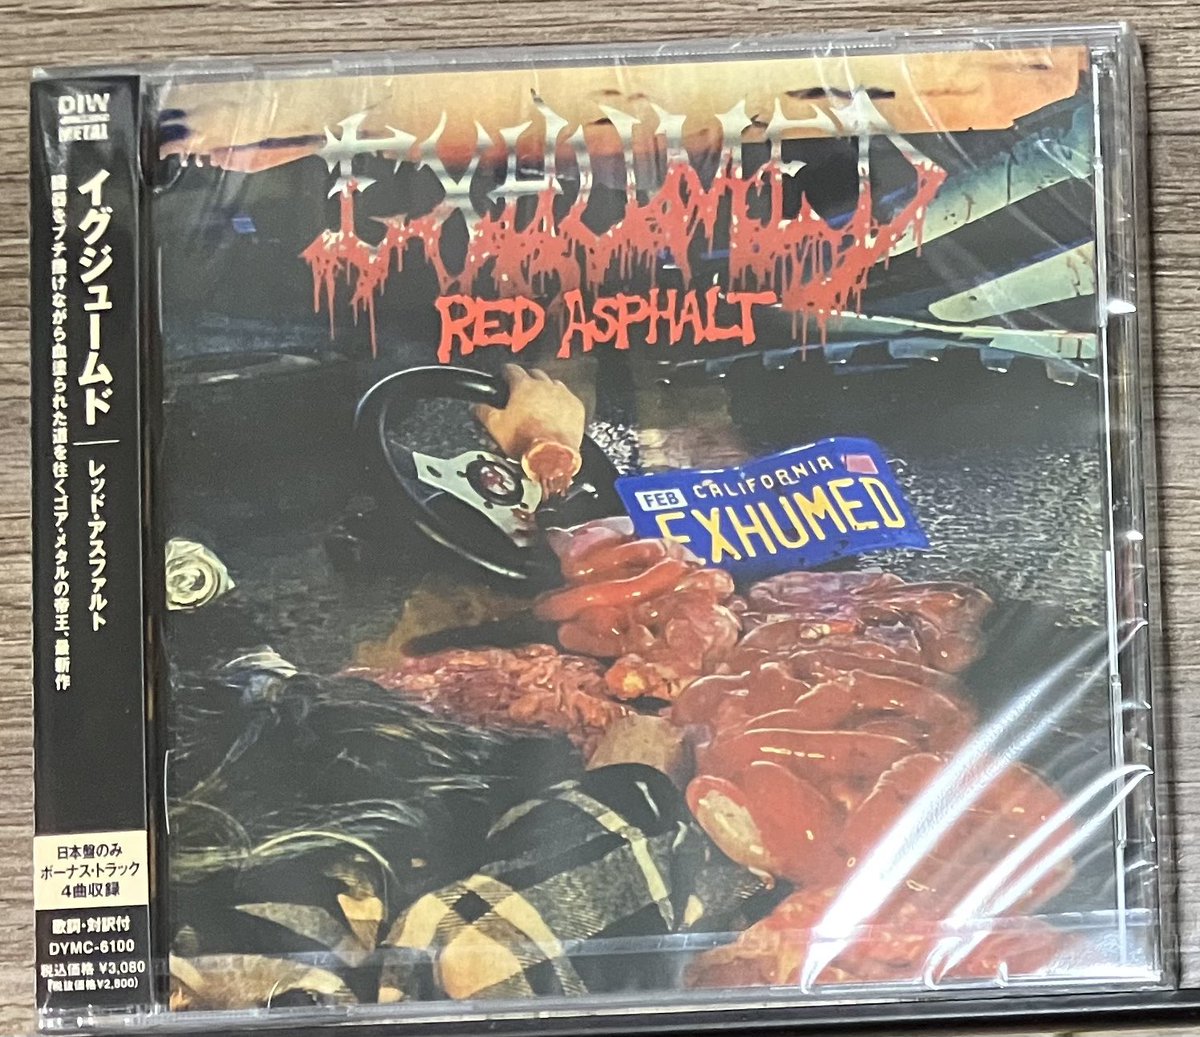 DIW
METAL
イグジュームド
レッド・アスファルト
臓器をブチ撒けながら血塗られた道を往くゴア・メタルの帝王、最新作
日本盤のみ
ボーナス・トラック
4曲収録
歌詞・対訳付
DYMC-6100
税込価格 ¥3,080
(税抜価格¥2,800)
EXHUMED
RED ASPHALT
FEB CALIFORNIA
EXHUMED